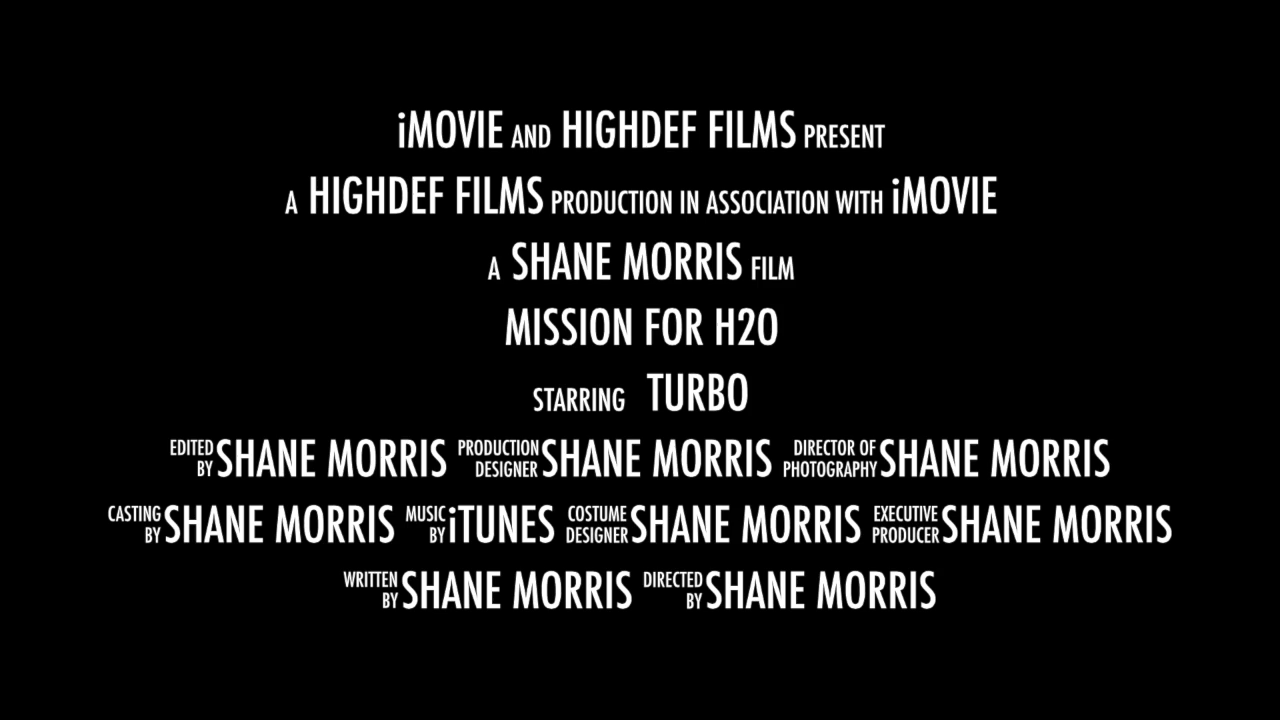 iMOVIE AND HIGHDEF FILMS PRESENT
A HIGHDEF FILMS PRODUCTION IN ASSOCIATION WITH iMOVIE
A SHANE MORRIS FILM
MISSION FOR H2O
STARRING TURBO
EDITED BY SHANE MORRIS PRODUCTION DESIGNER SHANE MORRIS DIRECTOR OF PHOTOGRAPHY SHANE MORRIS
CASTING BY SHANE MORRIS MUSIC BY iTUNES COSTUME DESIGNER SHANE MORRIS EXECUTIVE PRODUCER SHANE MORRIS
WRITTEN BY SHANE MORRIS DIRECTED BY SHANE MORRIS